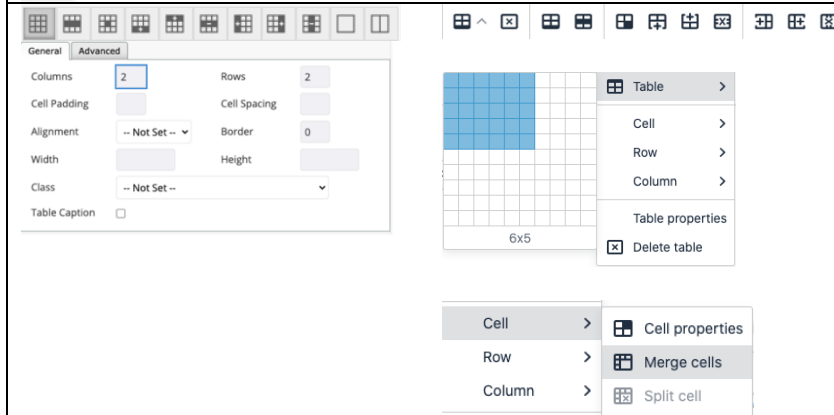 General Advanced
Columns 2 Rows 2
Cell Padding Cell Spacing
Alignment -- Not Set -- Border 0
Width Height
Class -- Not Set --
Table Caption
6x5
Table
Cell
Row
Column
Table properties
Delete table
Cell
Row
Column
Cell properties
Merge cells
Split cell